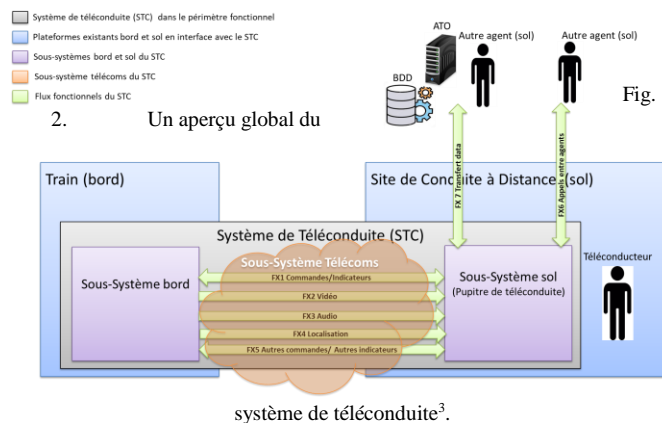 Système de téléconduite (STC) dans le périmètre fonctionnel
Plateformes existants bord et sol en interface avec le STC
Sous-systèmes bord et sol du STC
Sous-système télécoms du STC
Flux fonctionnels du STC
ATO
BDD
Autre agent (sol)
Autre agent (sol)
Fig.
2. Un aperçu global du
Train (bord)
Site de Conduite à Distance (sol)
FX 7 Transfert data
FX6 Appels entre agents
Système de Téléconduite (STC)
Sous-Système bord
Sous-Système Télécoms
FX1 Commandes/Indicateurs
FX2 Vidéo
FX3 Audio
FX4 Localisation
FX5 Autres commandes/ Autres indicateurs
Sous-Système sol
(Pupitre de téléconduite)
Téléconducteur
système de téléconduite³.